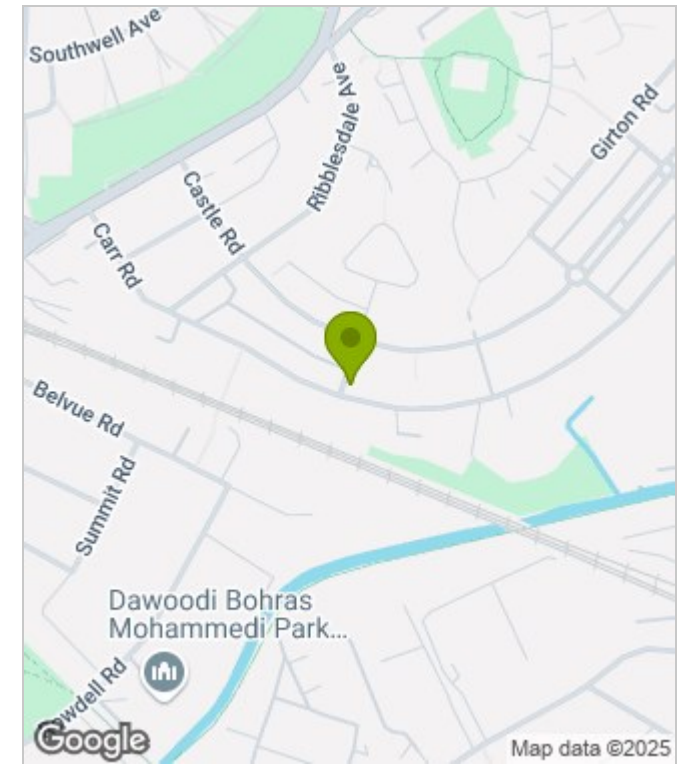 Southwell Ave
Ribblesdale Ave
Girton Rd
Castle Rd
Carr Rd
Belvue Rd
Summit Rd
Dawoodi Bohras
Mohammedi Park...
Rd
Google
Map data ©2025